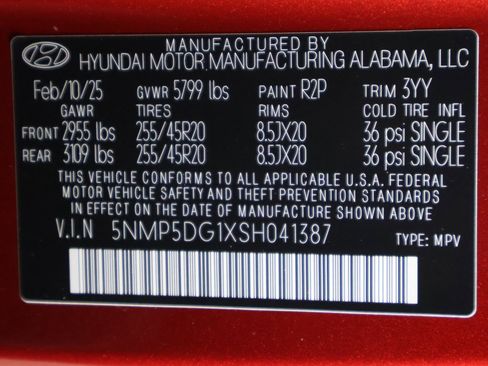 MANUFACTURED BY
HYUNDAI MOTOR MANUFACTURING ALABAMA, LLC
Feb/10/25 GVWR 5799 lbs PAINT R2P TRIM 3YY
GAWR TIRES RIMS COLD TIRE INFL
FRONT 2955 lbs 255/45R20 8.5JX20 36 psi SINGLE
REAR 3109 lbs 255/45R20 8.5JX20 36 psi SINGLE
THIS VEHICLE CONFORMS TO ALL APPLICABLE U.S.A. FEDERAL
MOTOR VEHICLE SAFETY AND THEFT PREVENTION STANDARDS
IN EFFECT ON THE DATE OF MANUFACTURE SHOWN ABOVE
V.I.N 5NMP5DG1XSH041387 TYPE: MPV